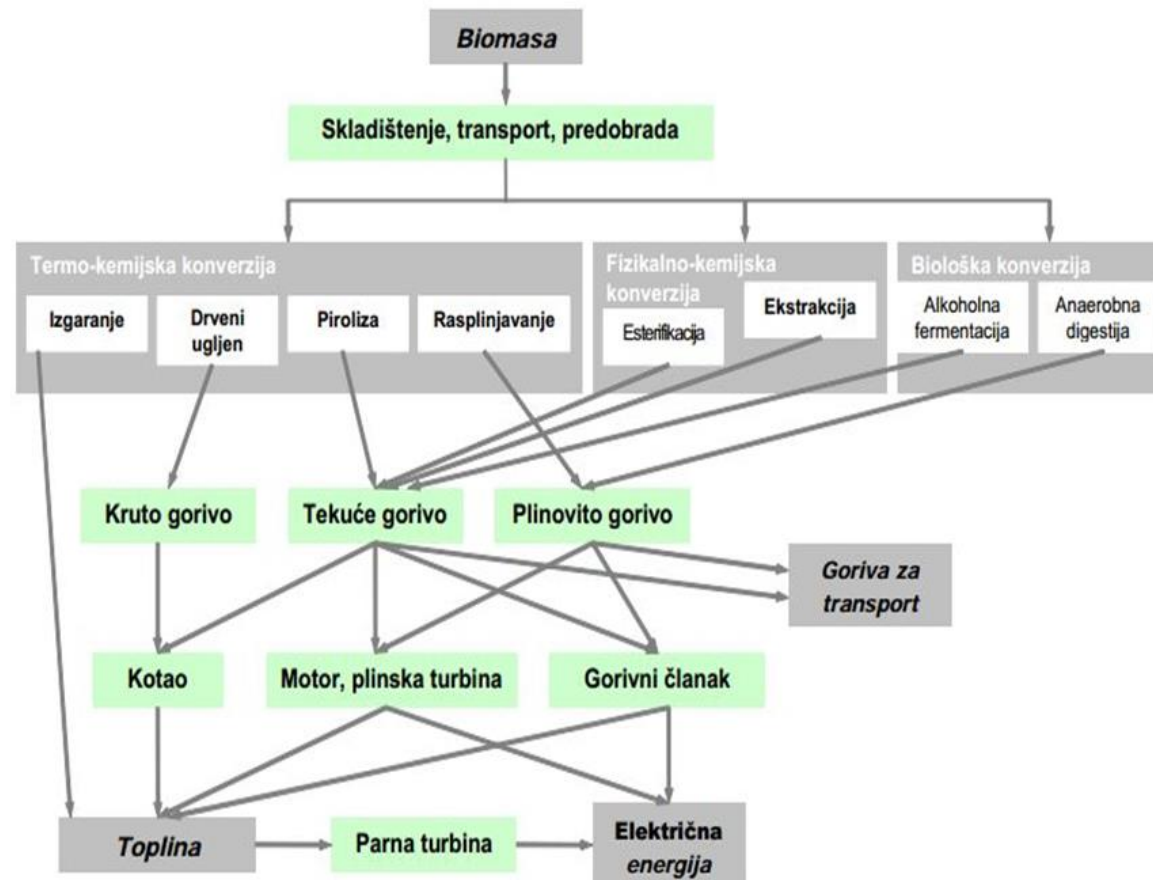 Biomasa
Skladištenje, transport, predobrada
Termo-kemijska konverzija
Izgaranje
Drveni
ugljen
Piroliza
Rasplinjavanje
Fizikalno-kemijska
konverzija
Esterifikacija
Ekstrakcija
Biološka konverzija
Alkoholna
fermentacija
Anaerobna
digestija
Kruto gorivo
Tekuće gorivo
Plinovito gorivo
Goriva za
transport
Kotao
Motor, plinska turbina
Gorivni članak
Toplina
Parna turbina
Električna
energija